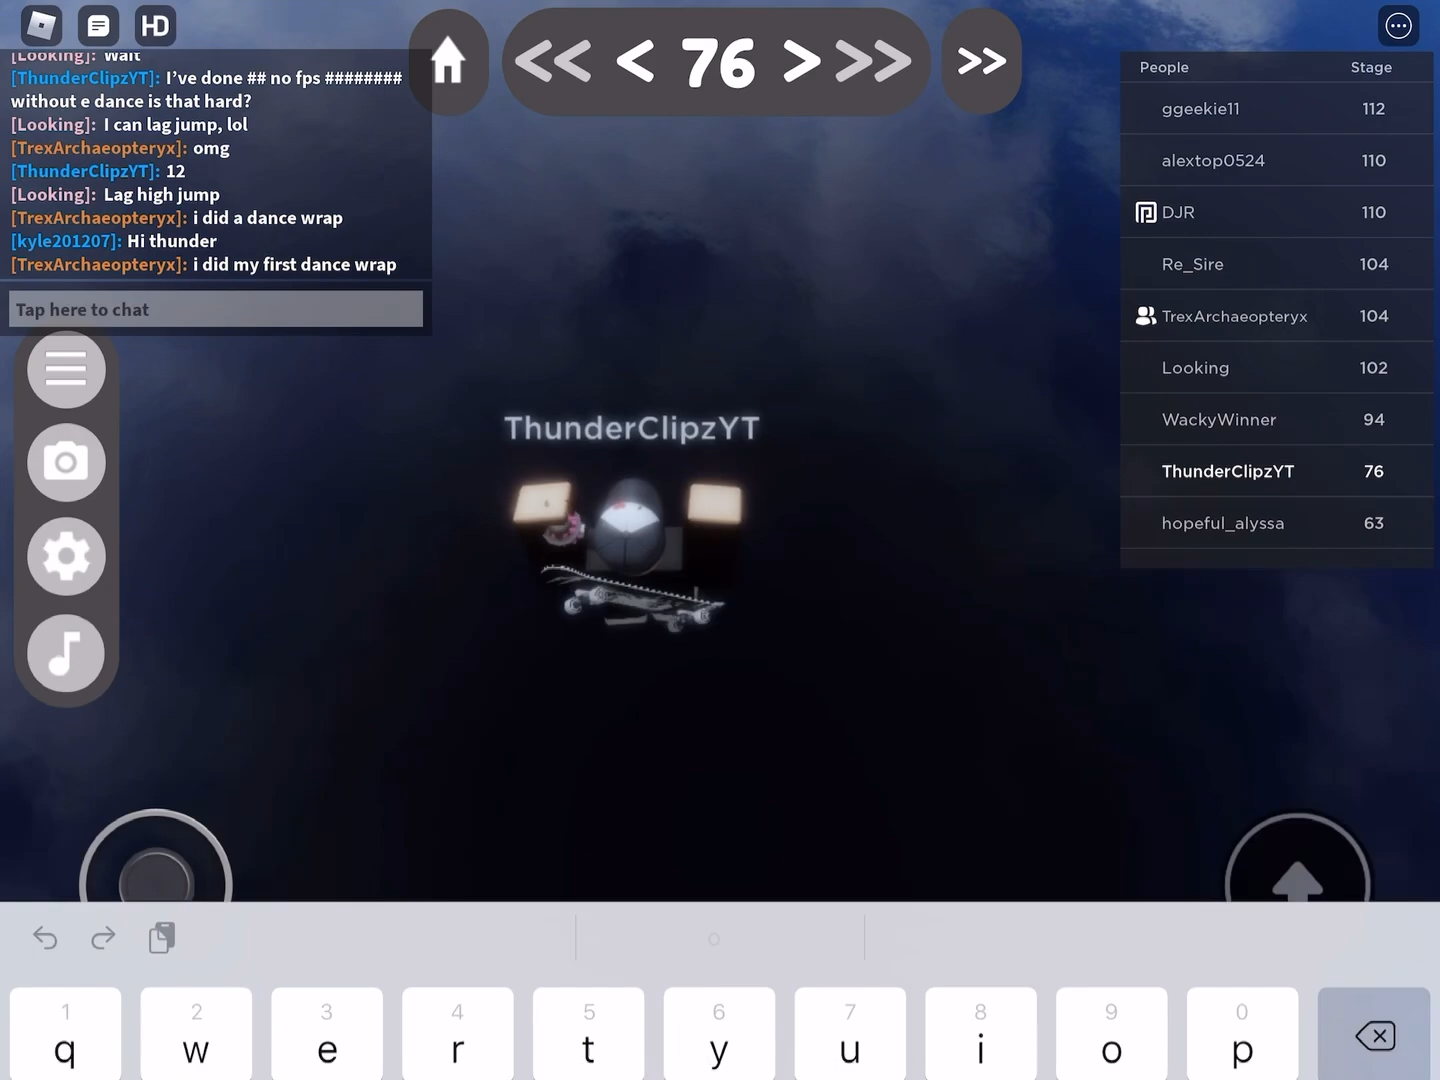 HD
<< < 76 > >>
>>
[Looking]: wait
[ThunderClipzYT]: I've done ## no fps ########
without e dance is that hard?
[Looking]: I can lag jump, lol
[TrexArchaeopteryx]: omg
[ThunderClipzYT]: 12
[Looking]: Lag high jump
[TrexArchaeopteryx]: i did a dance wrap
[kyle201207]: Hi thunder
[TrexArchaeopteryx]: i did my first dance wrap
Tap here to chat
People Stage
ggeekie11 112
alextop0524 110
DJR 110
Re_Sire 104
TrexArchaeopteryx 104
Looking 102
WackyWinner 94
ThunderClipzYT 76
hopeful_alyssa 63
ThunderClipzYT
1 2 3 4 5 6 7 8 9 0
q w e r t y u i o p